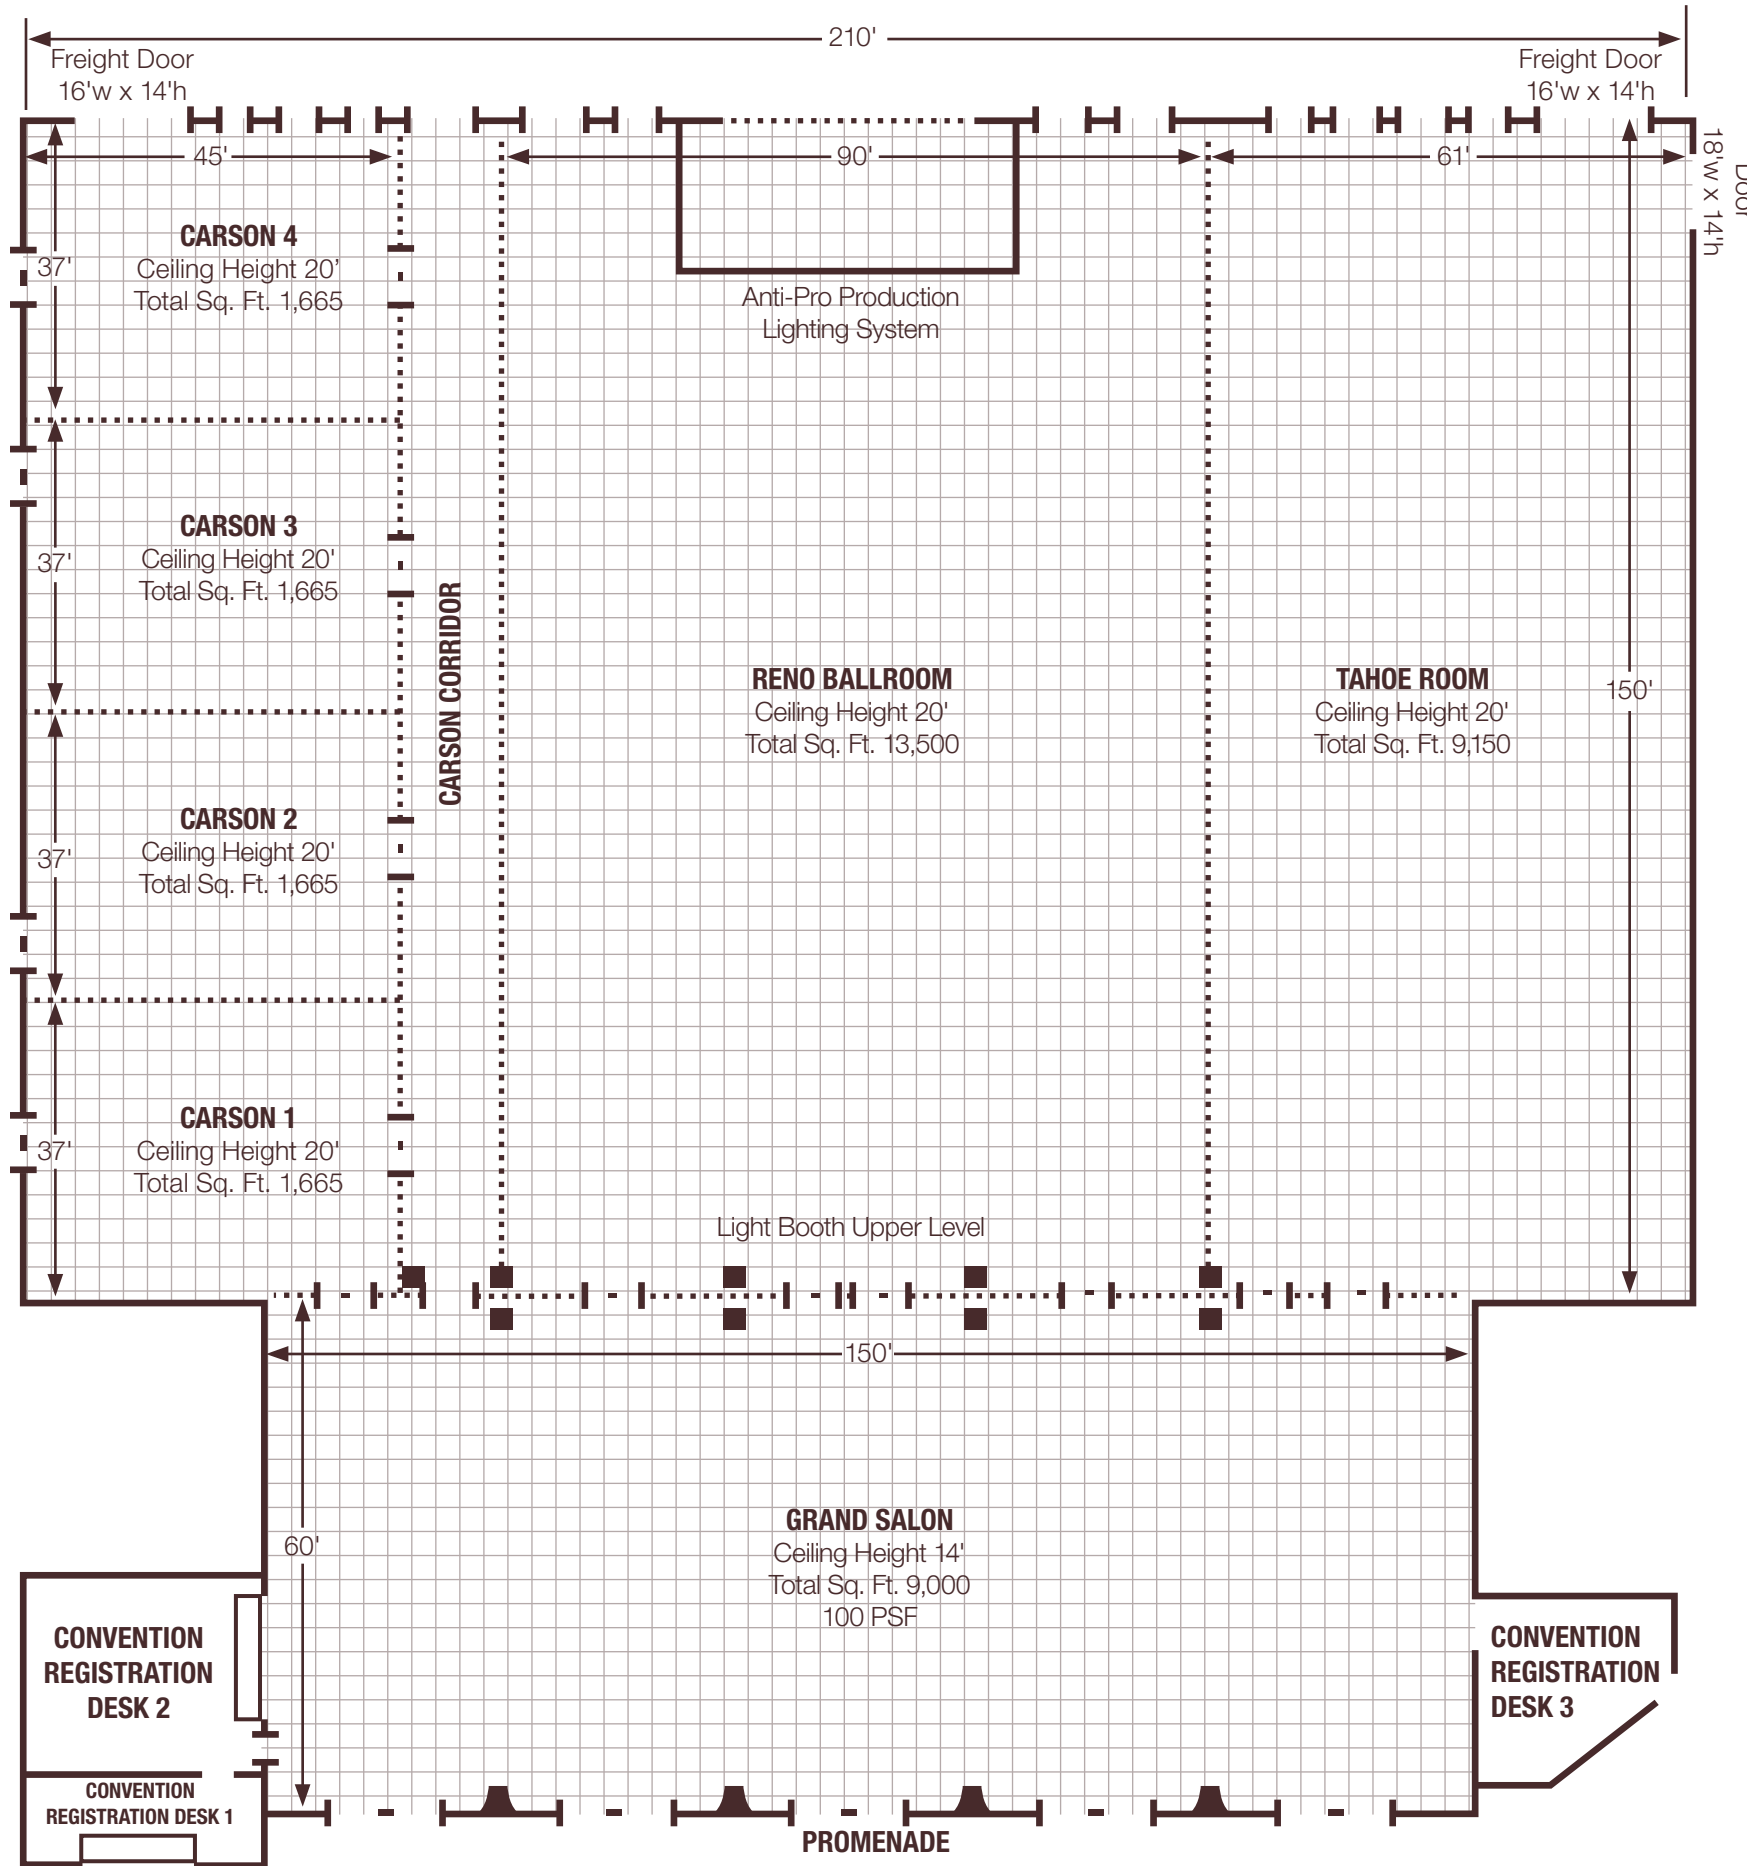 210'
Freight Door
16'w x 14'h
Freight Door
16'w x 14'h
45'
90'
61'
Door
18'w x 14'h
CARSON 4
Ceiling Height 20'
Total Sq. Ft. 1,665
37'
Anti-Pro Production
Lighting System
CARSON 3
Ceiling Height 20'
Total Sq. Ft. 1,665
37'
CARSON CORRIDOR
RENO BALLROOM
Ceiling Height 20'
Total Sq. Ft. 13,500
TAHOE ROOM
Ceiling Height 20'
Total Sq. Ft. 9,150
150'
CARSON 2
Ceiling Height 20'
Total Sq. Ft. 1,665
37'
CARSON 1
Ceiling Height 20'
Total Sq. Ft. 1,665
37'
Light Booth Upper Level
150'
60'
GRAND SALON
Ceiling Height 14'
Total Sq. Ft. 9,000
100 PSF
CONVENTION
REGISTRATION
DESK 2
CONVENTION
REGISTRATION
DESK 3
CONVENTION
REGISTRATION DESK 1
PROMENADE